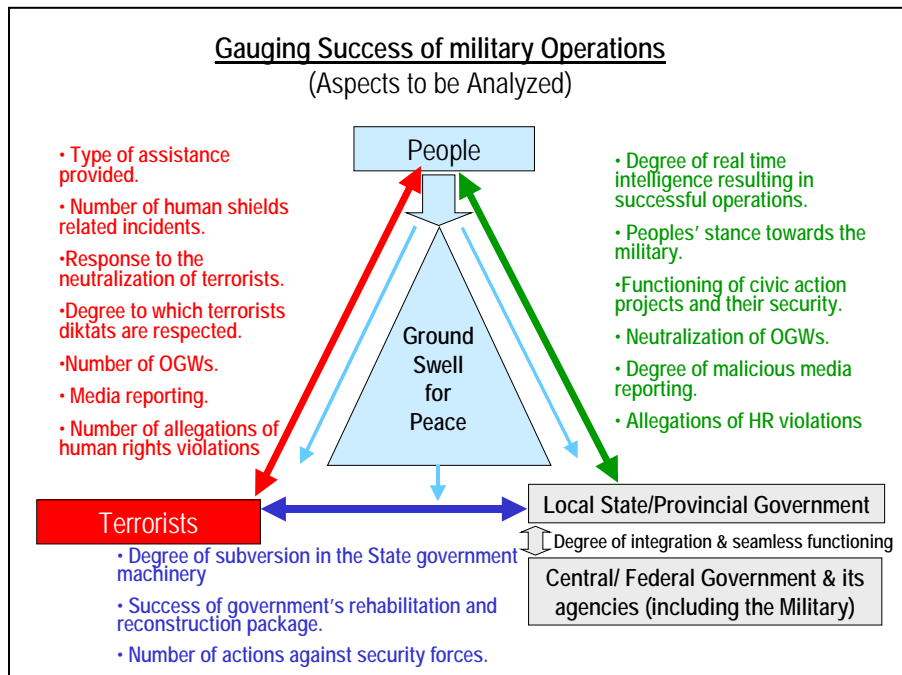 Gauging Success of military Operations
(Aspects to be Analyzed)
People
• Type of assistance
provided.
• Number of human shields
related incidents.
•Response to the
neutralization of terrorists.
•Degree to which terrorists
diktats are respected.
•Number of OGWs.
• Media reporting.
• Number of allegations of
human rights violations
• Degree of real time
intelligence resulting in
successful operations.
• Peoples' stance towards the
military.
•Functioning of civic action
projects and their security.
• Neutralization of OGWs.
• Degree of malicious media
reporting.
• Allegations of HR violations
Ground
Swell
for
Peace
Terrorists
Local State/Provincial Government
Degree of integration & seamless functioning
Central/ Federal Government & its
agencies (including the Military)
• Degree of subversion in the State government
machinery
• Success of government's rehabilitation and
reconstruction package.
• Number of actions against security forces.